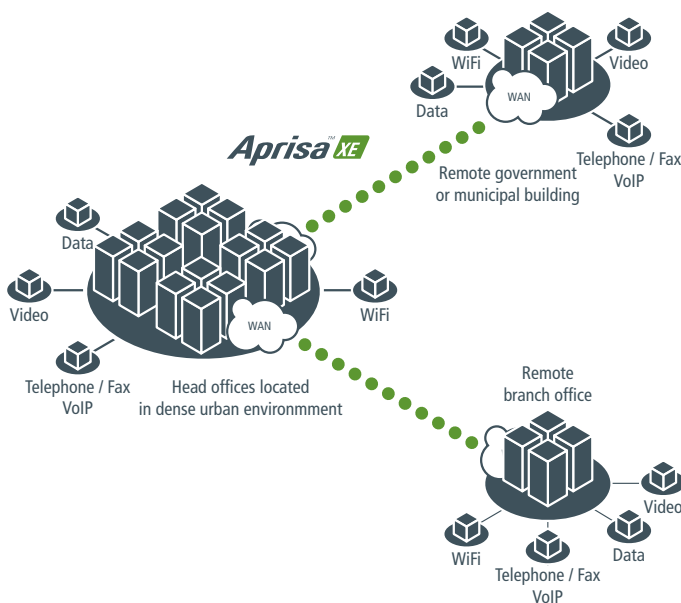 WiFi
Video
Data
WAN
Telephone / Fax
VoIP
Aprisa™ XE
Remote government
or municipal building
Data
Video
WiFi
WAN
Telephone / Fax
VoIP
Head offices located
in dense urban environmment
Remote
branch office
Video
WiFi
Data
Telephone / Fax
VoIP